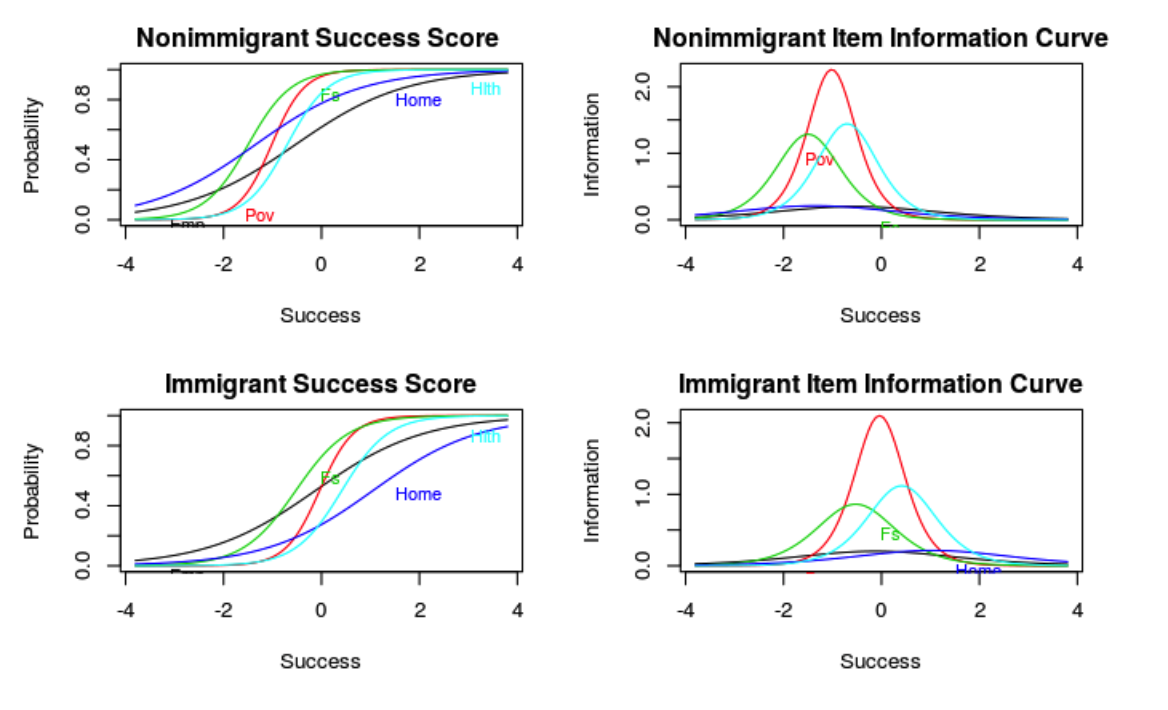 Nonimmigrant Success Score
Probability
0.0 0.4 0.8
Fs
Home
Hlth
Pov
-4 -2 0 2 4
Success
Nonimmigrant Item Information Curve
Information
0.0 1.0 2.0
Pov
-4 -2 0 2 4
Success
Immigrant Success Score
Probability
0.0 0.4 0.8
Hlth
Fs
Home
-4 -2 0 2 4
Success
Immigrant Item Information Curve
Information
0.0 1.0 2.0
Fs
Home
-4 -2 0 2 4
Success